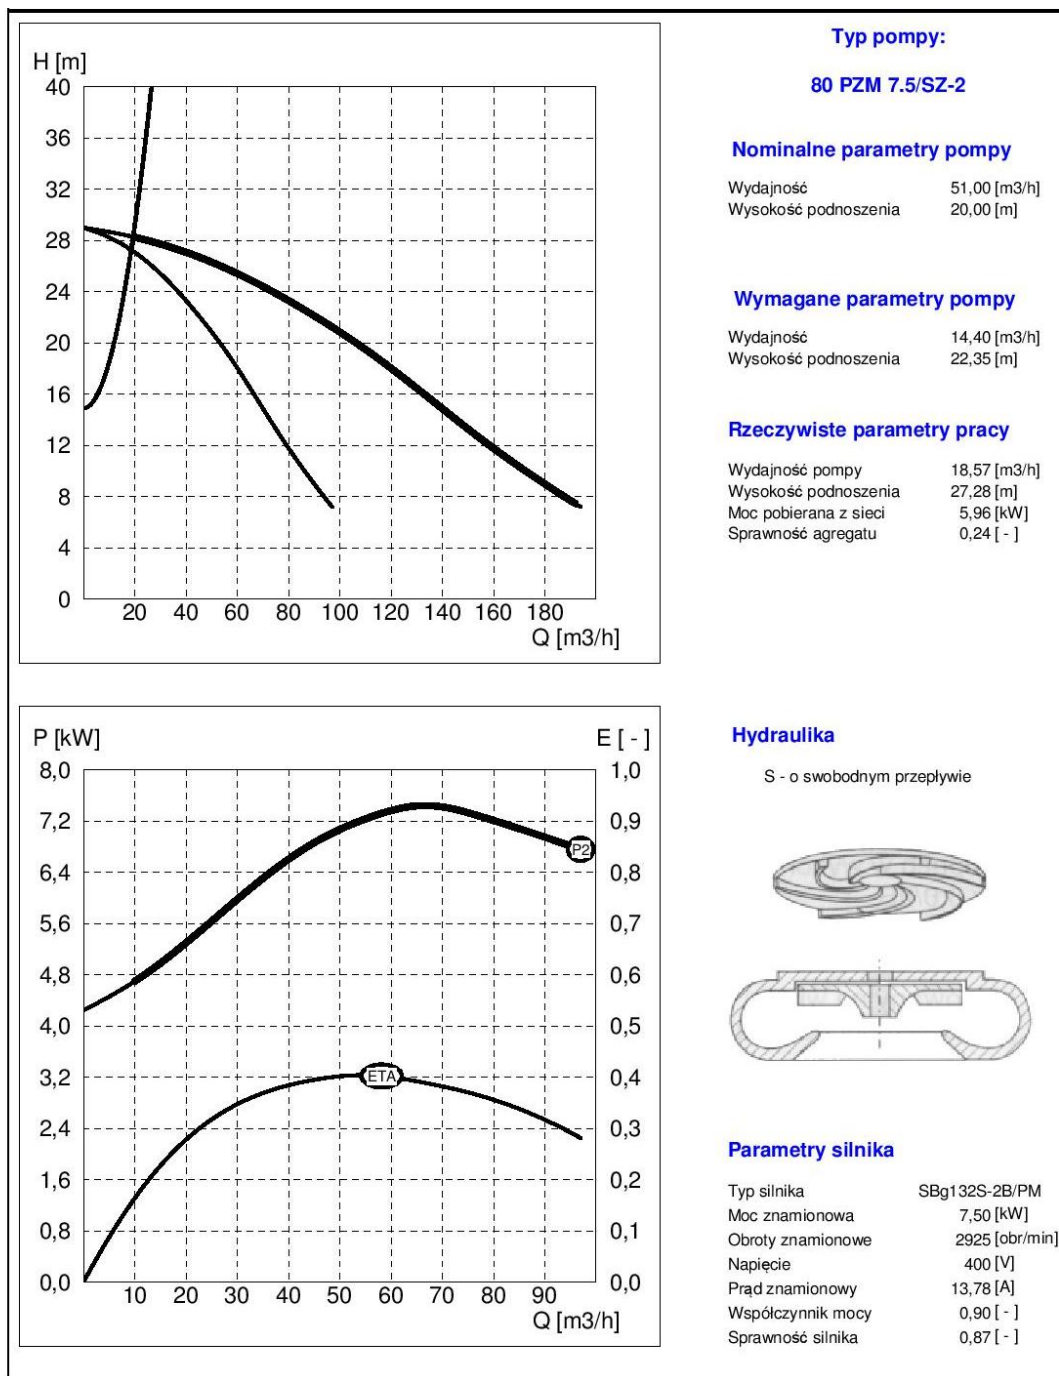 H [m]
40
36
32
28
24
20
16
12
8
4
0
20 40 60 80 100 120 140 160 180
Q [m3/h]
Typ pompy:
80 PZM 7.5/SZ-2
Nominalne parametry pompy
Wydajność 51,00 [m3/h]
Wysokość podnoszenia 20,00 [m]
Wymagane parametry pompy
Wydajność 14,40 [m3/h]
Wysokość podnoszenia 22,35 [m]
Rzeczywiste parametry pracy
Wydajność pompy 18,57 [m3/h]
Wysokość podnoszenia 27,28 [m]
Moc pobierana z sieci 5,96 [kW]
Sprawność agregatu 0,24 [ - ]
P [kW] E [ - ]
8,0 1,0
7,2 0,9
P2
6,4 0,8
5,6 0,7
4,8 0,6
4,0 0,5
3,2 ETA 0,4
2,4 0,3
1,6 0,2
0,8 0,1
0,0 0,0
10 20 30 40 50 60 70 80 90
Q [m3/h]
Hydraulika
S - o swobodnym przepływie
Parametry silnika
Typ silnika SBg132S-2B/PM
Moc znamionowa 7,50 [kW]
Obroty znamionowe 2925 [obr/min]
Napięcie 400 [V]
Prąd znamionowy 13,78 [A]
Współczynnik mocy 0,90 [ - ]
Sprawność silnika 0,87 [ - ]